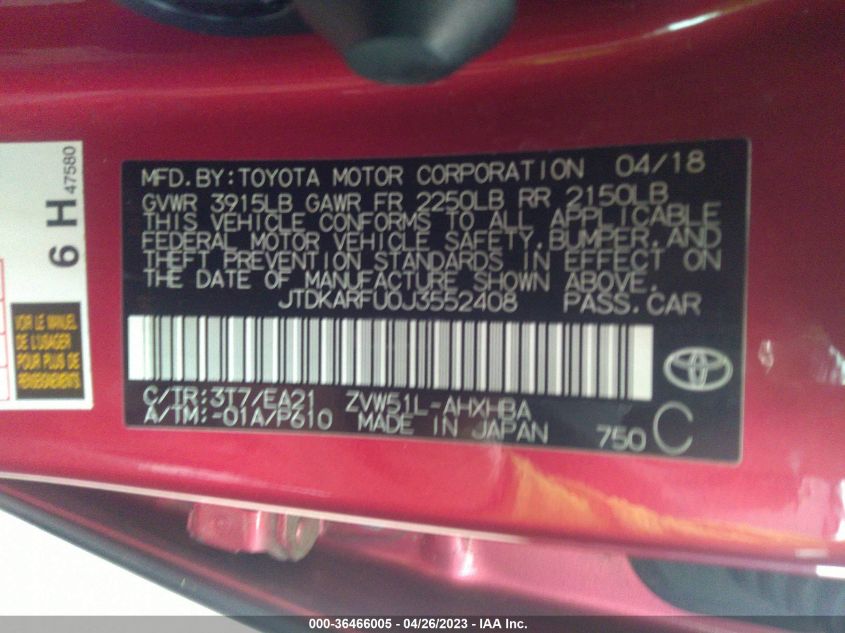 MFD.BY:TOYOTA MOTOR CORPORATION 04/18
GVWR 3915LB GAWR FR 2250LB RR 2150LB
THIS VEHICLE CONFORMS TO ALL APPLICABLE
FEDERAL MOTOR VEHICLE SAFETY,BUMPER,AND
THEFT PREVENTION STANDARDS IN EFFECT ON
THE DATE OF MANUFACTURE SHOWN ABOVE.
JTDKARFU0J3552408 PASS.CAR
C/TR:3T7/EA21 ZVW51L-AHXHBA
A/TM:-01A/P610 MADE IN JAPAN 750 C
6 H 47580
VOIR LE MANUEL
DE L'USAGER
POUR PLUS DE
RENSEIGNEMENTS
000-36466005 / 04/26/2023 - IAA Inc.